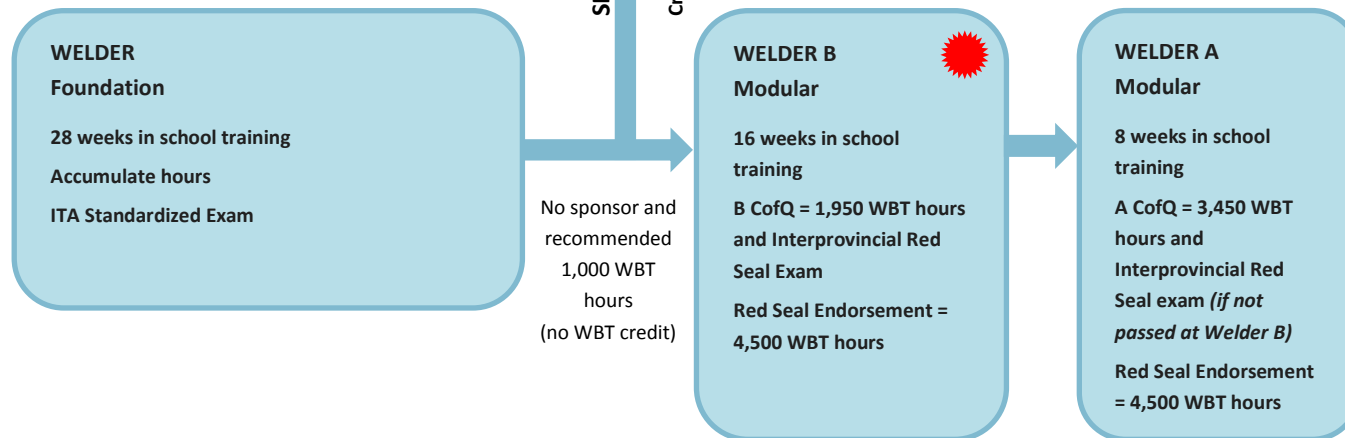 WELDER
Foundation
28 weeks in school training
Accumulate hours
ITA Standardized Exam
No sponsor and
recommended
1,000 WBT
hours
(no WBT credit)
WELDER B
Modular
16 weeks in school
training
B CofQ = 1,950 WBT hours
and Interprovincial Red
Seal Exam
Red Seal Endorsement =
4,500 WBT hours
WELDER A
Modular
8 weeks in school
training
A CofQ = 3,450 WBT
hours and
Interprovincial Red
Seal exam (if not
passed at Welder B)
Red Seal Endorsement
= 4,500 WBT hours